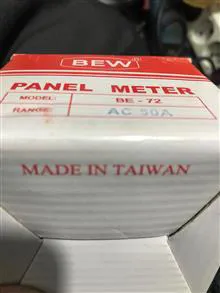 BEW
PANEL METER
MODEL: BE-72
RANGE: AC 50A
MADE IN TAIWAN